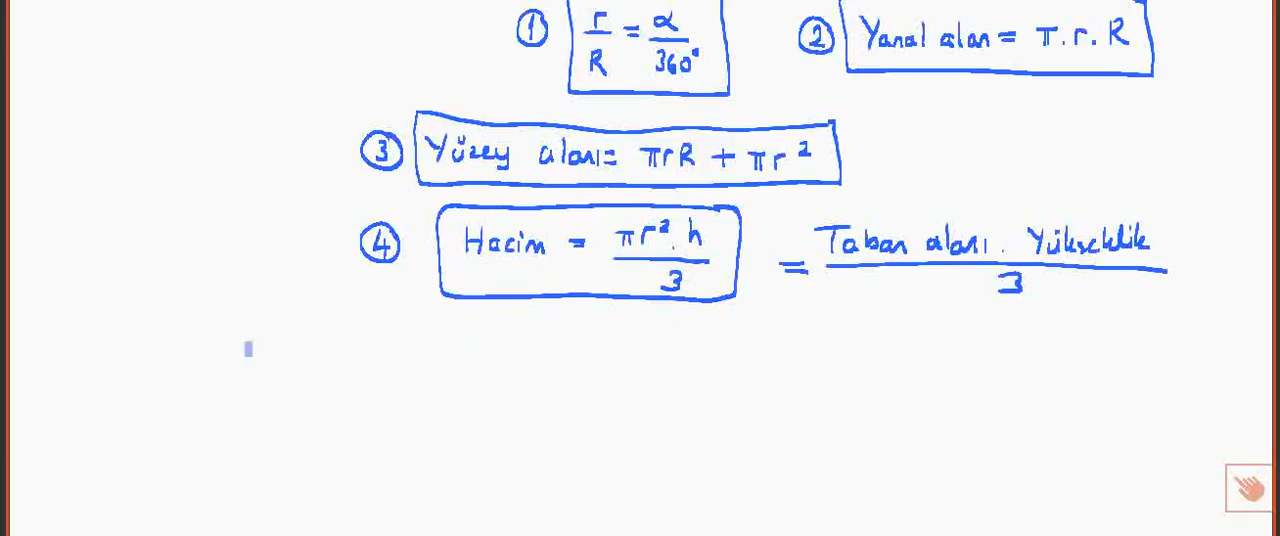 ① r/R = α/360° ② Yanal alan = π.r.R
③ Yüzey alanı= πrR + πr²
④ Hacim = πr².h/3 = Taban alanı . Yükseklik/3